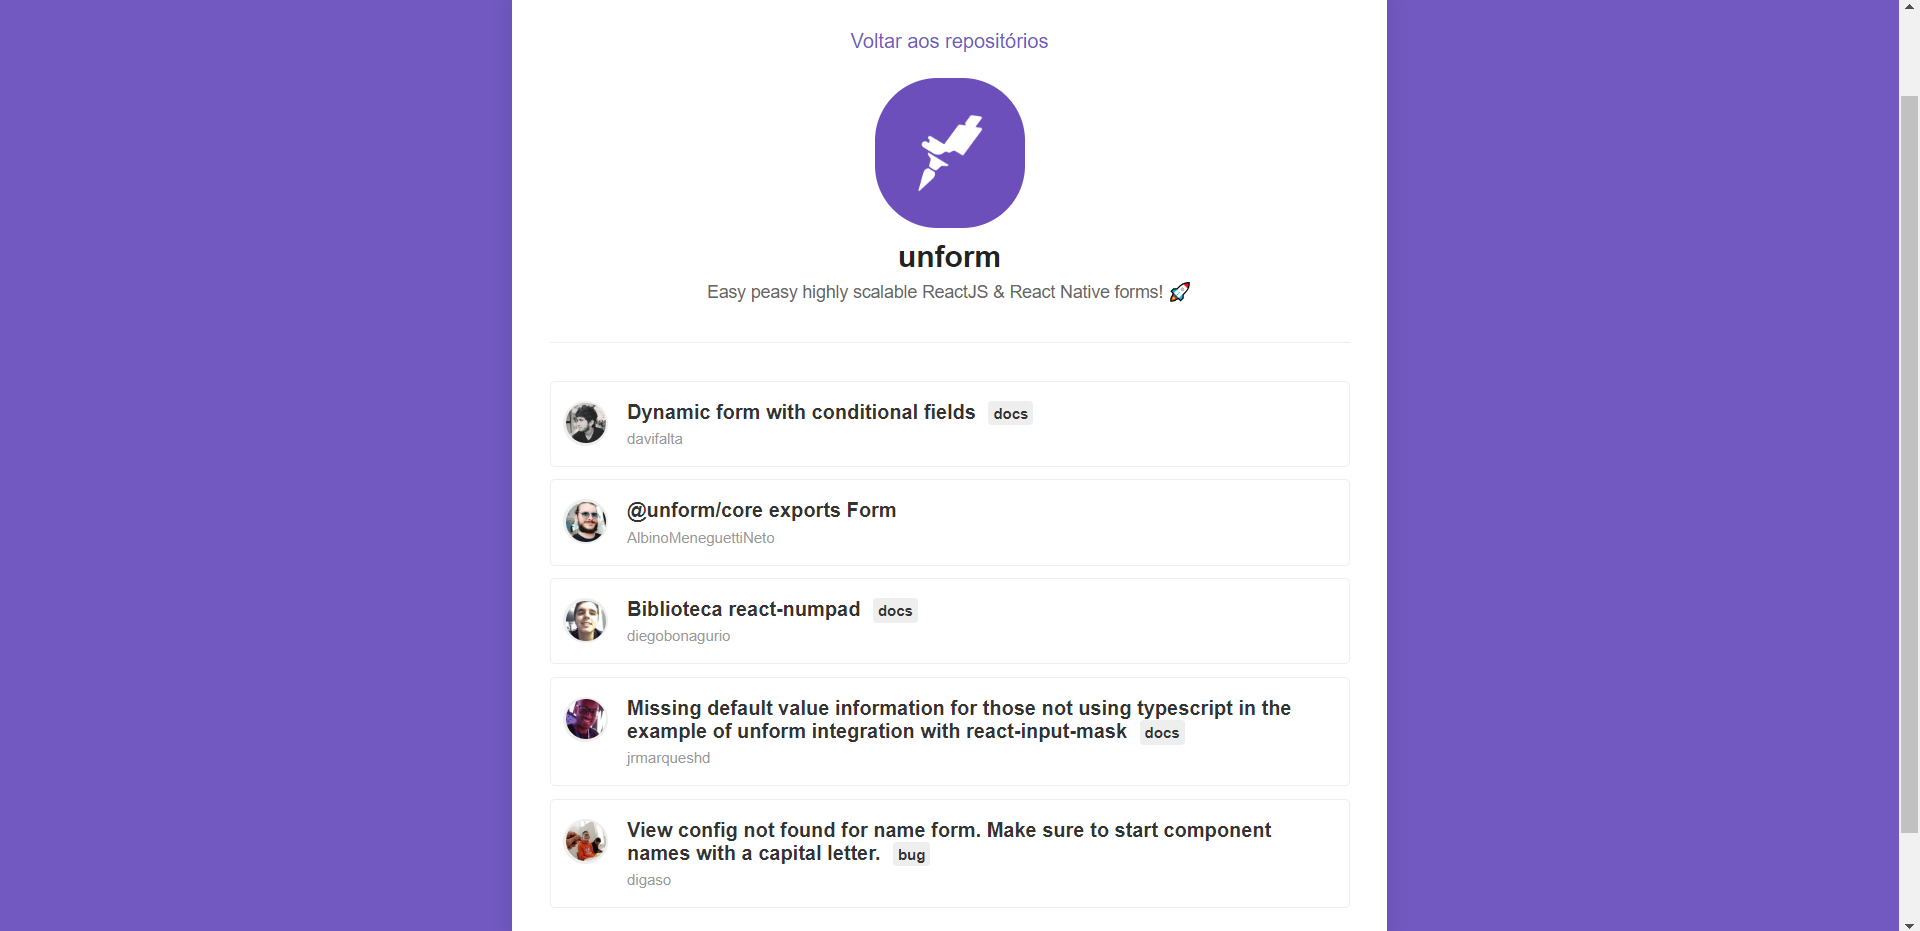 Voltar aos repositórios
unform
Easy peasy highly scalable ReactJS & React Native forms! 🚀
Dynamic form with conditional fields docs
davifalta
@unform/core exports Form
AlbinoMeneguettiNeto
Biblioteca react-numpad docs
diegobonagurio
Missing default value information for those not using typescript in the
example of unform integration with react-input-mask docs
jrmarqueshd
View config not found for name form. Make sure to start component
names with a capital letter. bug
digaso